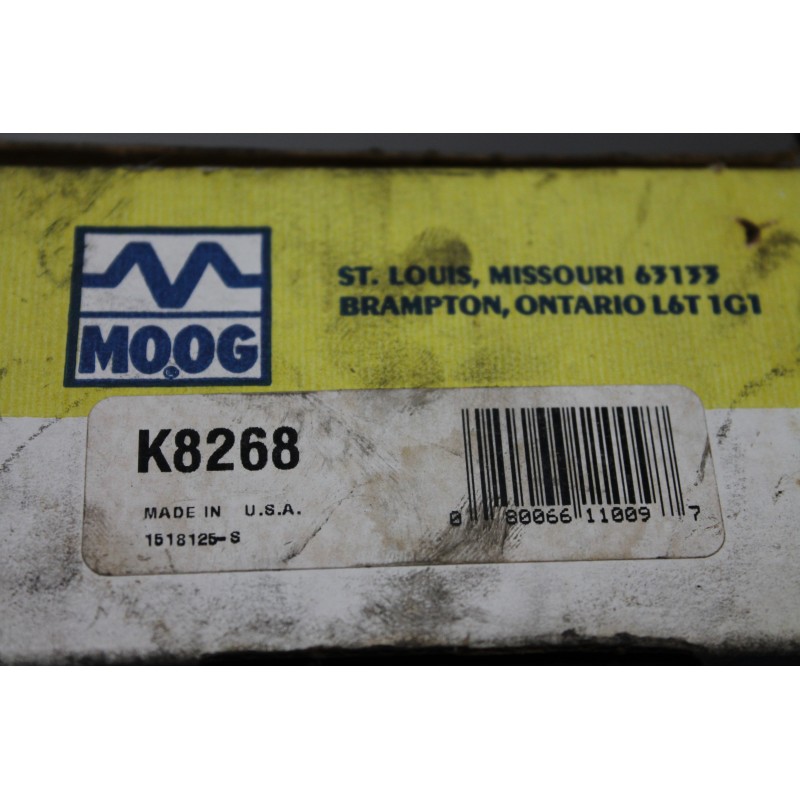 MOOG
ST. LOUIS, MISSOURI 63133
BRAMPTON, ONTARIO L6T 1G1
K8268
MADE IN U.S.A.
1518125-S
0 80066 11009 7